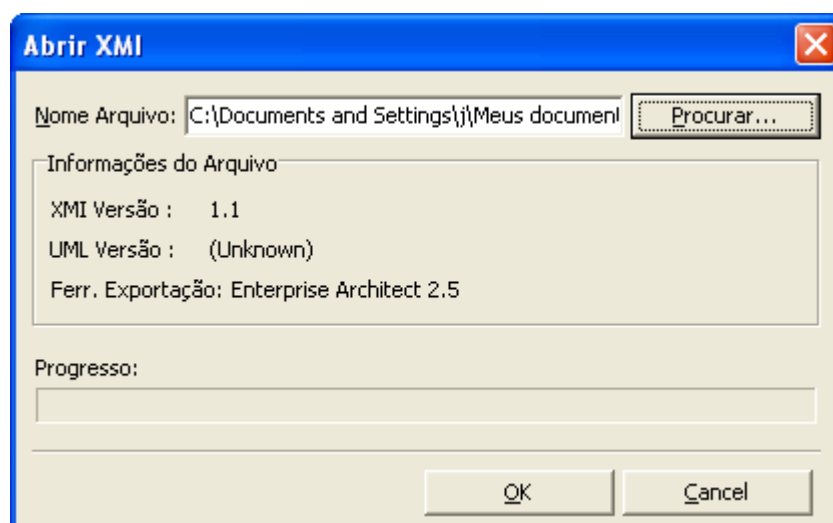 Abrir XMI
Nome Arquivo: C:\Documents and Settings\j\Meus document Procurar...
Informações do Arquivo
XMI Versão : 1.1
UML Versão : (Unknown)
Ferr. Exportação: Enterprise Architect 2.5
Progresso:
OK Cancel